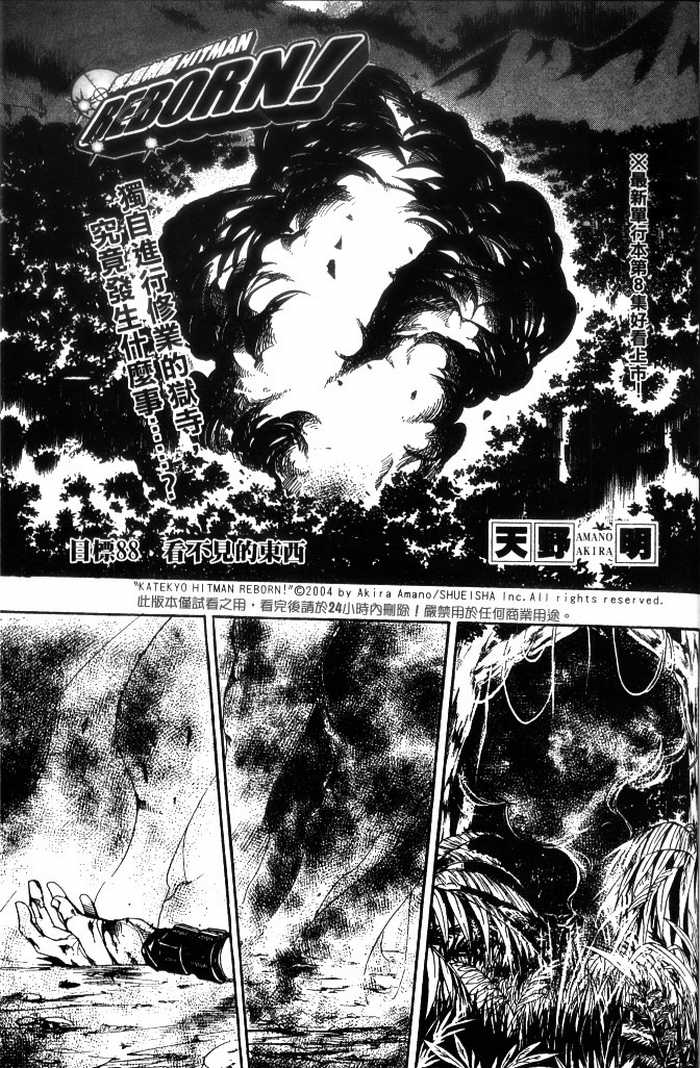 家庭教師HITMAN
REBORN!
※最新單行本第8集好看上市！
獨自進行修業的獄寺，
究竟發生什麼事……？
目標88　看不見的東西
天野明
AMANO
AKIRA
"KATEKYO HITMAN REBORN!"©2004 by Akira Amano/SHUEISHA Inc.All rights reserved.
此版本僅試看之用，看完後請於24小時內刪除！嚴禁用於任何商業用途。